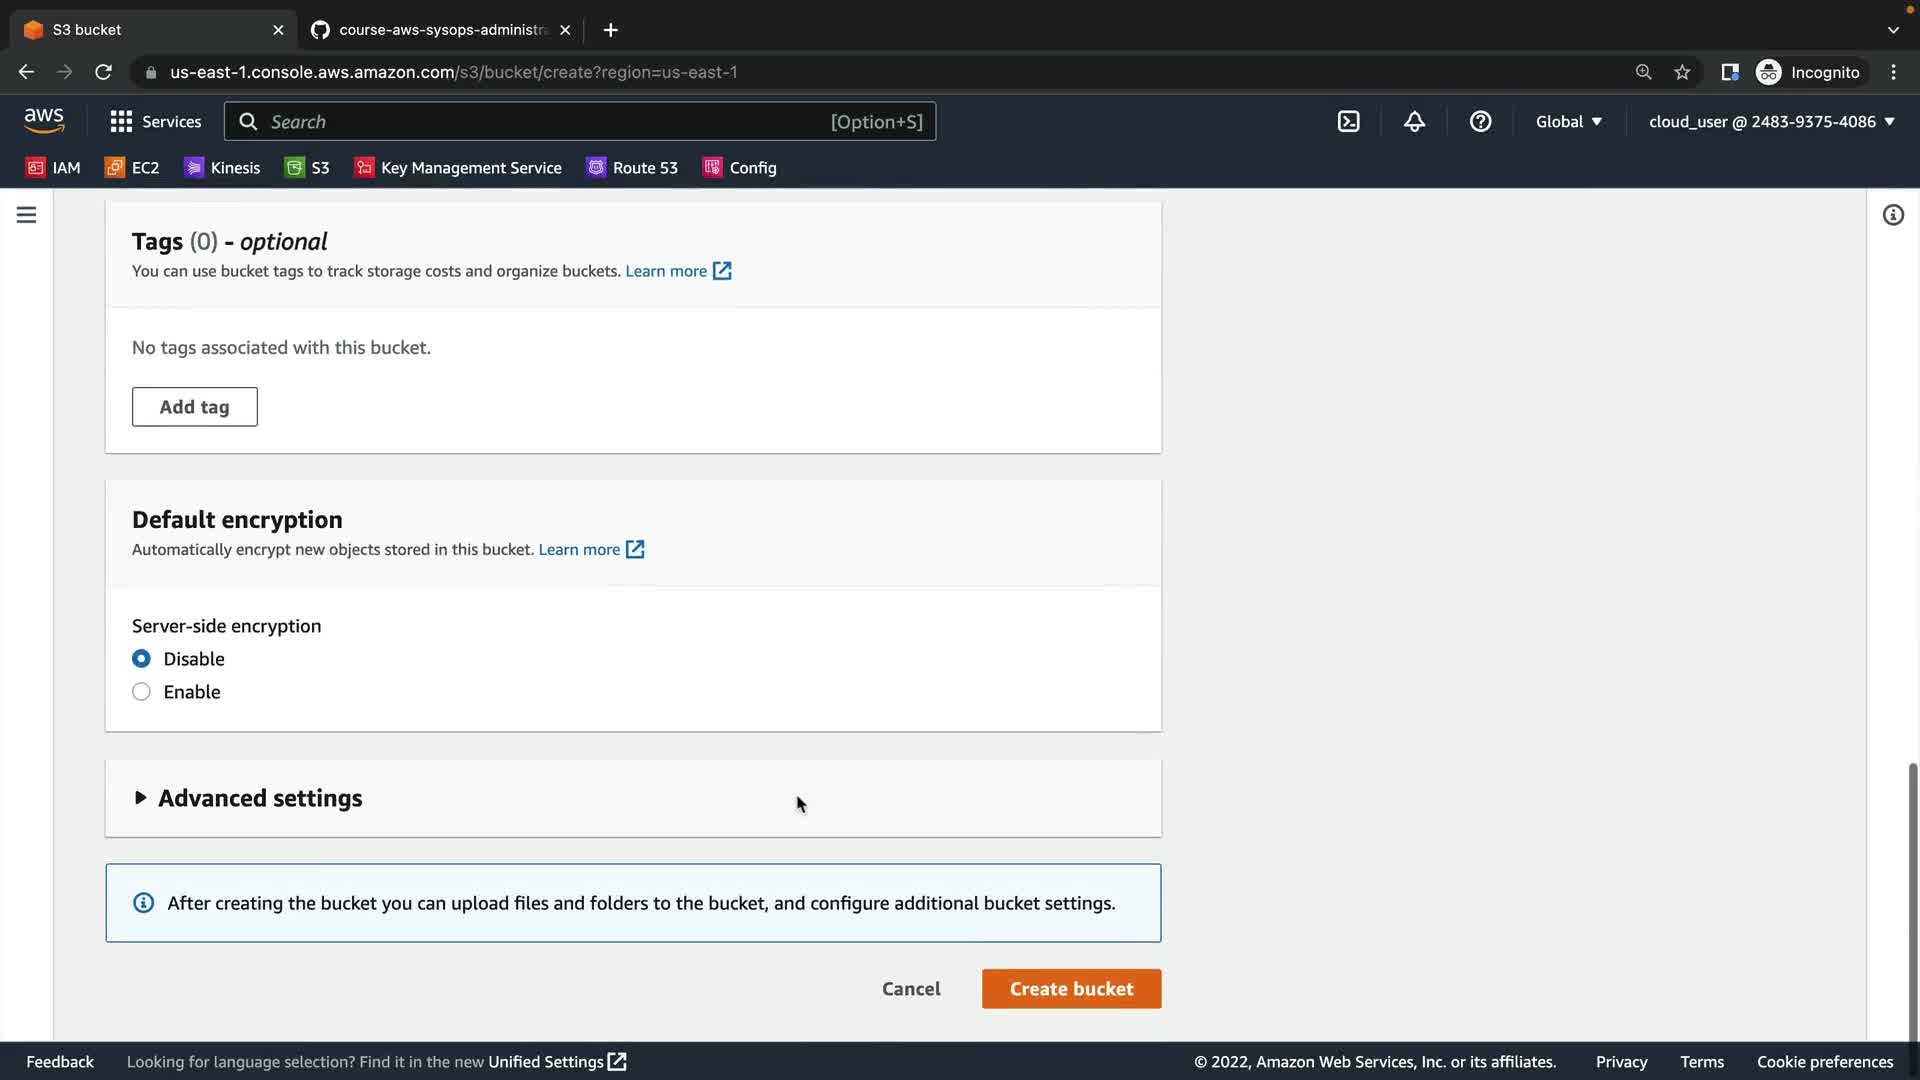 S3 bucket
course-aws-sysops-administra
us-east-1.console.aws.amazon.com/s3/bucket/create?region=us-east-1
Incognito
aws
Services
Search
[Option+S]
Global
cloud_user @ 2483-9375-4086
IAM
EC2
Kinesis
S3
Key Management Service
Route 53
Config
Tags (0) - optional
You can use bucket tags to track storage costs and organize buckets. Learn more
No tags associated with this bucket.
Add tag
Default encryption
Automatically encrypt new objects stored in this bucket. Learn more
Server-side encryption
Disable
Enable
Advanced settings
After creating the bucket you can upload files and folders to the bucket, and configure additional bucket settings.
Cancel
Create bucket
Feedback
Looking for language selection? Find it in the new Unified Settings
© 2022, Amazon Web Services, Inc. or its affiliates.
Privacy
Terms
Cookie preferences